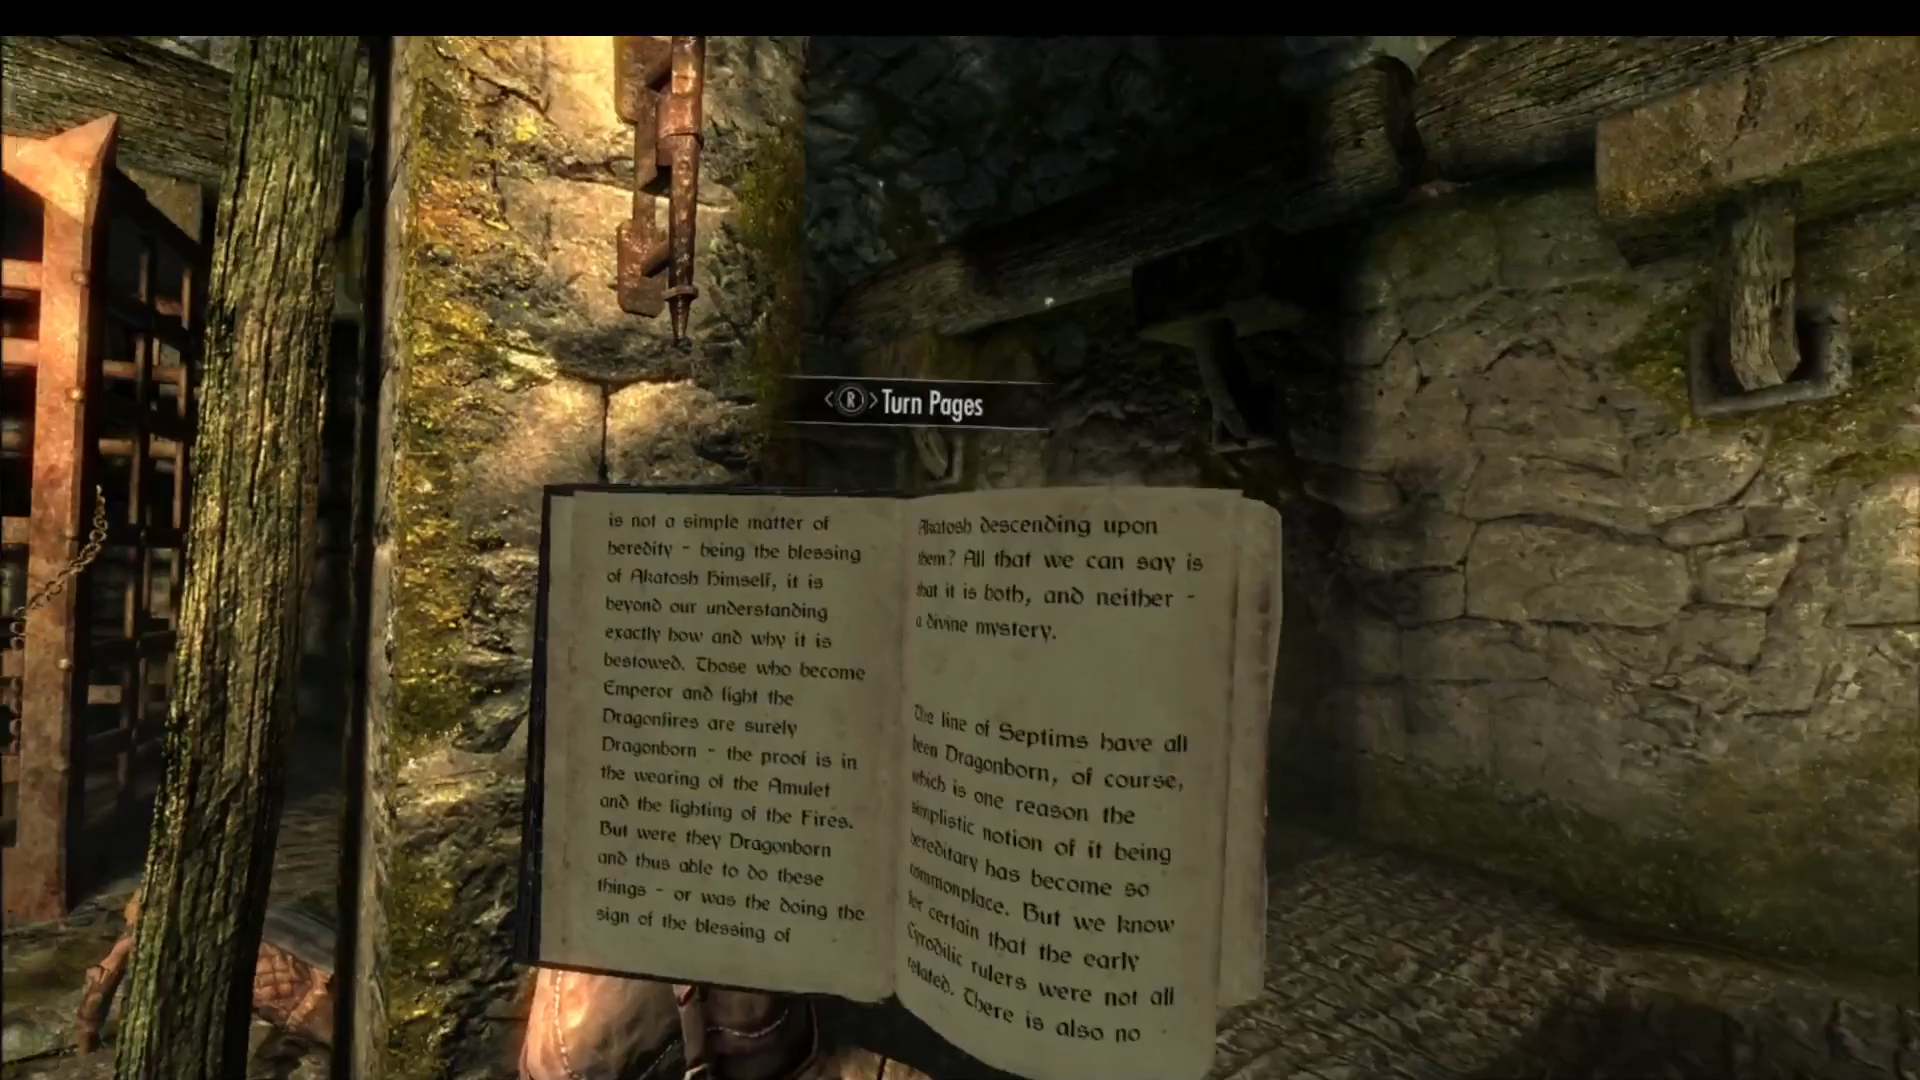 <R> Turn Pages
is not a simple matter of
heredity - being the blessing
of Akatosh Himself, it is
beyond our understanding
exactly how and why it is
bestowed. Those who become
Emperor and light the
Dragonfires are surely
Dragonborn - the proof is in
the wearing of the Amulet
and the lighting of the Fires.
But were they Dragonborn
and thus able to do these
things - or was the doing the
sign of the blessing of
Akatosh descending upon
them? All that we can say is
that it is both, and neither -
a divine mystery.
The line of Septims have all
been Dragonborn, of course,
which is one reason the
simplistic notion of it being
hereditary has become so
commonplace. But we know
for certain that the early
Cyrodilic rulers were not all
related. There is also no